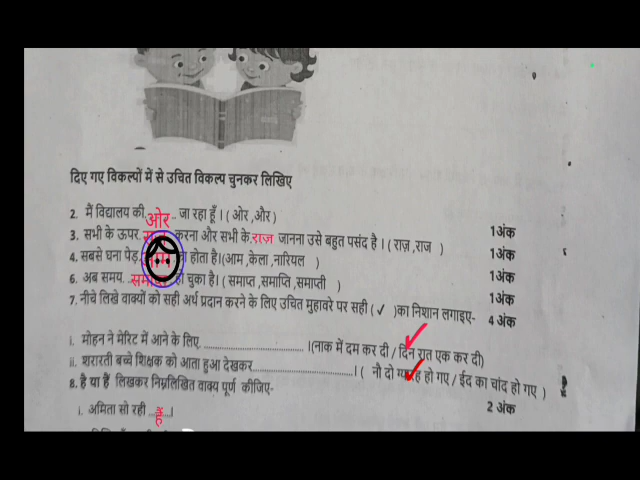 दिए गए विकल्पों में से उचित विकल्प चुनकर लिखिए
2. मैं विद्यालय की ओर जा रहा हूँ । ( ओर ,और )
1अंक
3. सभी के ऊपर करना और सभी के राज़ जानना उसे बहुत पसंद है । ( राज़ ,राज )
1अंक
4. सबसे घना पेड़ होता है।(आम ,केला ,नारियल )
1अंक
6. अब समय हो चुका है। ( समाप्त ,समाप्ति ,समाप्ती )
1अंक
7. नीचे लिखे वाक्यों को सही अर्थ प्रदान करने के लिए उचित मुहावरे पर सही ( ✓ )का निशान लगाइए-
4 अंक
i. मोहन ने मेरिट में आने के लिए ................................ ।(नाक में दम कर दी / दिन रात एक कर दी)
ii. शरारती बच्चे शिक्षक को आता हुआ देखकर................................। ( नौ दो ग्यारह हो गए / ईद का चांद हो गए )
8. है या हैं लिखकर निम्नलिखित वाक्य पूर्ण कीजिए-
2 अंक
i. अमिता सो रही हैं ।